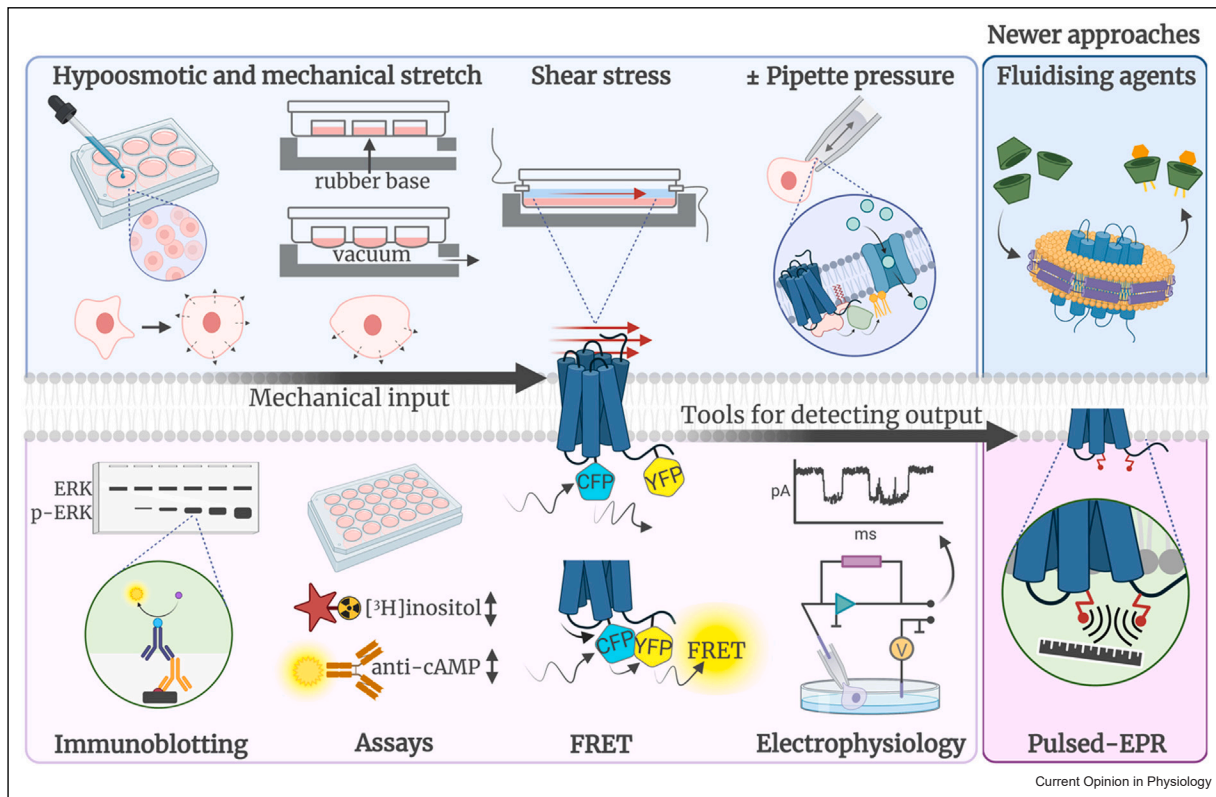 Newer approaches
Hypoosmotic and mechanical stretch
Shear stress
± Pipette pressure
Fluidising agents
rubber base
vacuum
Mechanical input
Tools for detecting output
ERK
p-ERK
[³H]inositol
anti-cAMP
CFP
YFP
CFP
YFP
FRET
pA
ms
V
Immunoblotting
Assays
FRET
Electrophysiology
Pulsed-EPR
Current Opinion in Physiology